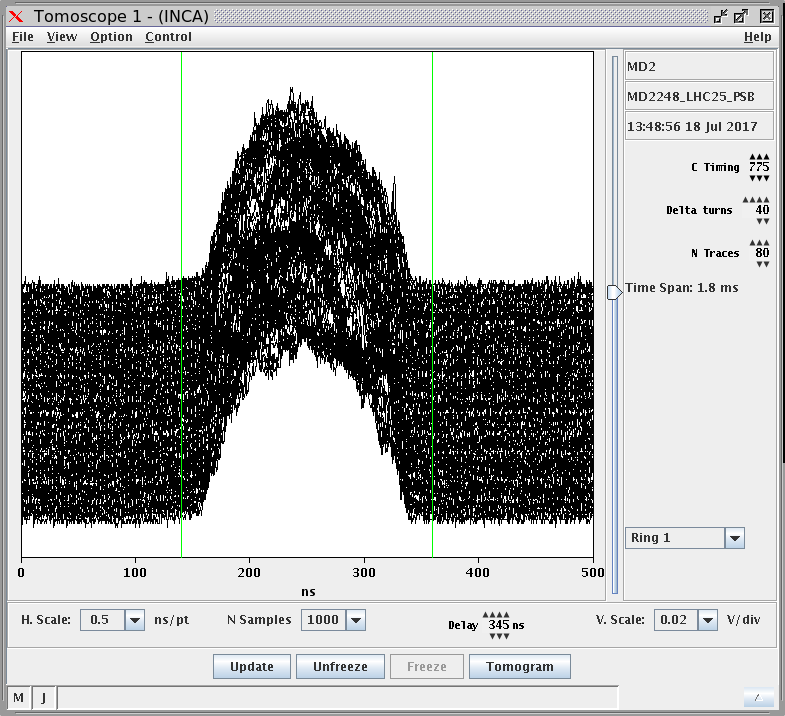 Tomoscope 1 - (INCA)
File View Option Control Help
MD2
MD2248_LHC25_PSB
13:48:56 18 Jul 2017
C Timing 775
Delta turns 40
N Traces 80
Time Span: 1.8 ms
Ring 1
0 100 200 300 400 500
ns
H. Scale: 0.5 ns/pt N Samples 1000 Delay 345 ns V. Scale: 0.02 V/div
Update Unfreeze Freeze Tomogram
M J